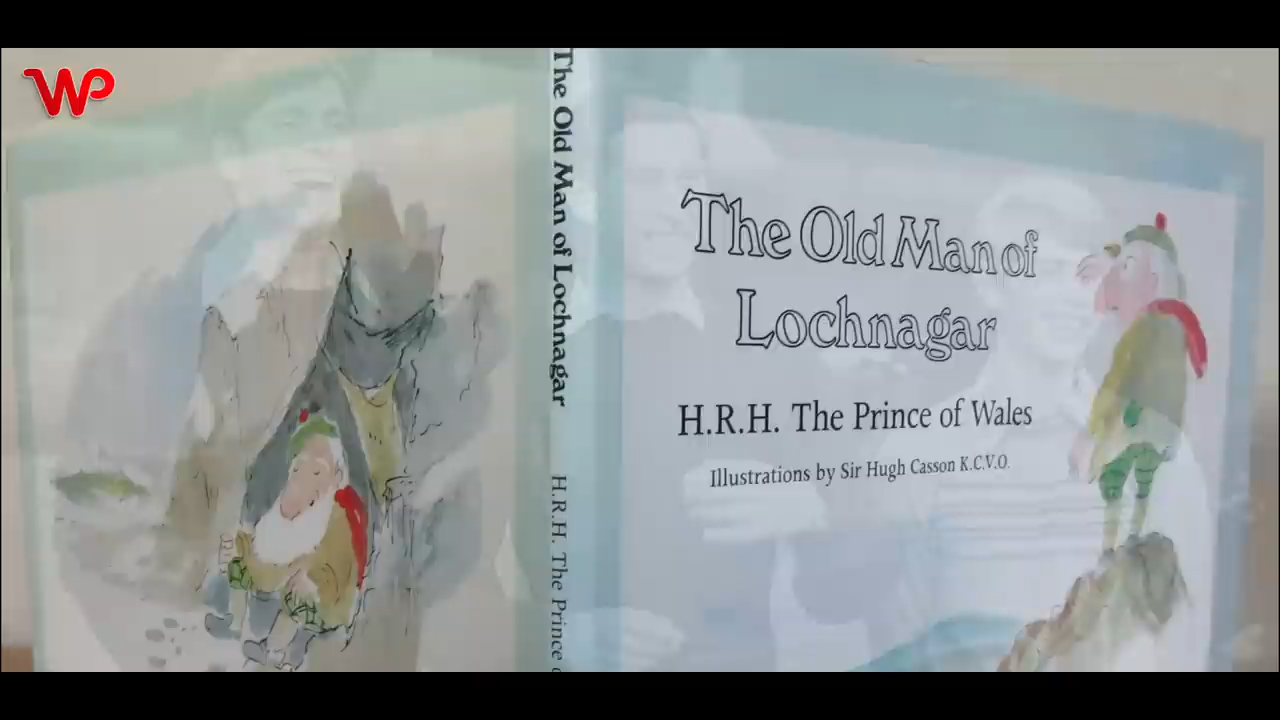 WP
The Old Man of Lochnagar
H.R.H. The Prince
The Old Man of
Lochnagar
H.R.H. The Prince of Wales
Illustrations by Sir Hugh Casson K.C.V.O.